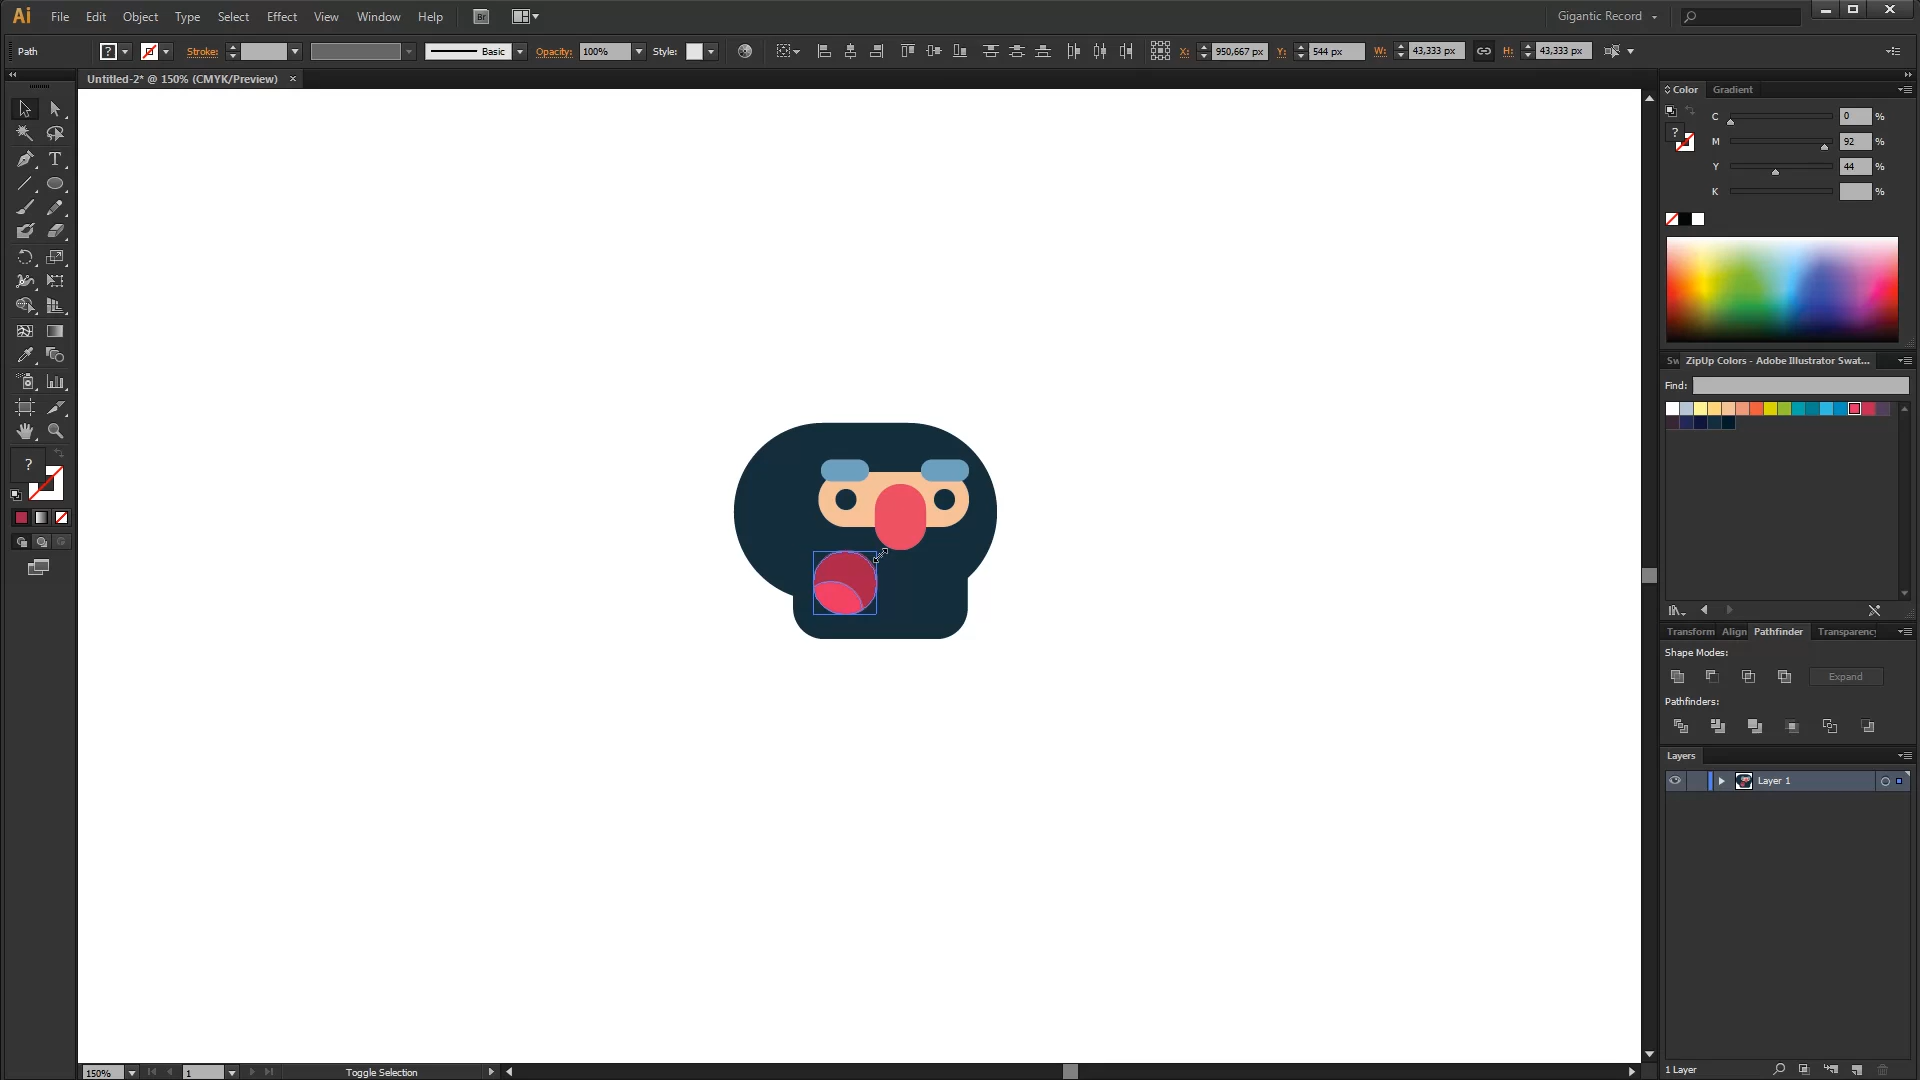 Ai File Edit Object Type Select Effect View Window Help Br Gigantic Record
Path ? Stroke: Basic Opacity: 100% Style: X: 950,667 px Y: 544 px W: 43,333 px H: 43,333 px
Untitled-2* @ 150% (CMYK/Preview)
Color Gradient
C 0 %
? M 92 %
Y 44 %
K %
Sw ZipUp Colors - Adobe Illustrator Swat...
Find:
T
?
Transform Align Pathfinder Transparenc
Shape Modes:
Expand
Pathfinders:
Layers
Layer 1
1 Layer
150% 1 Toggle Selection